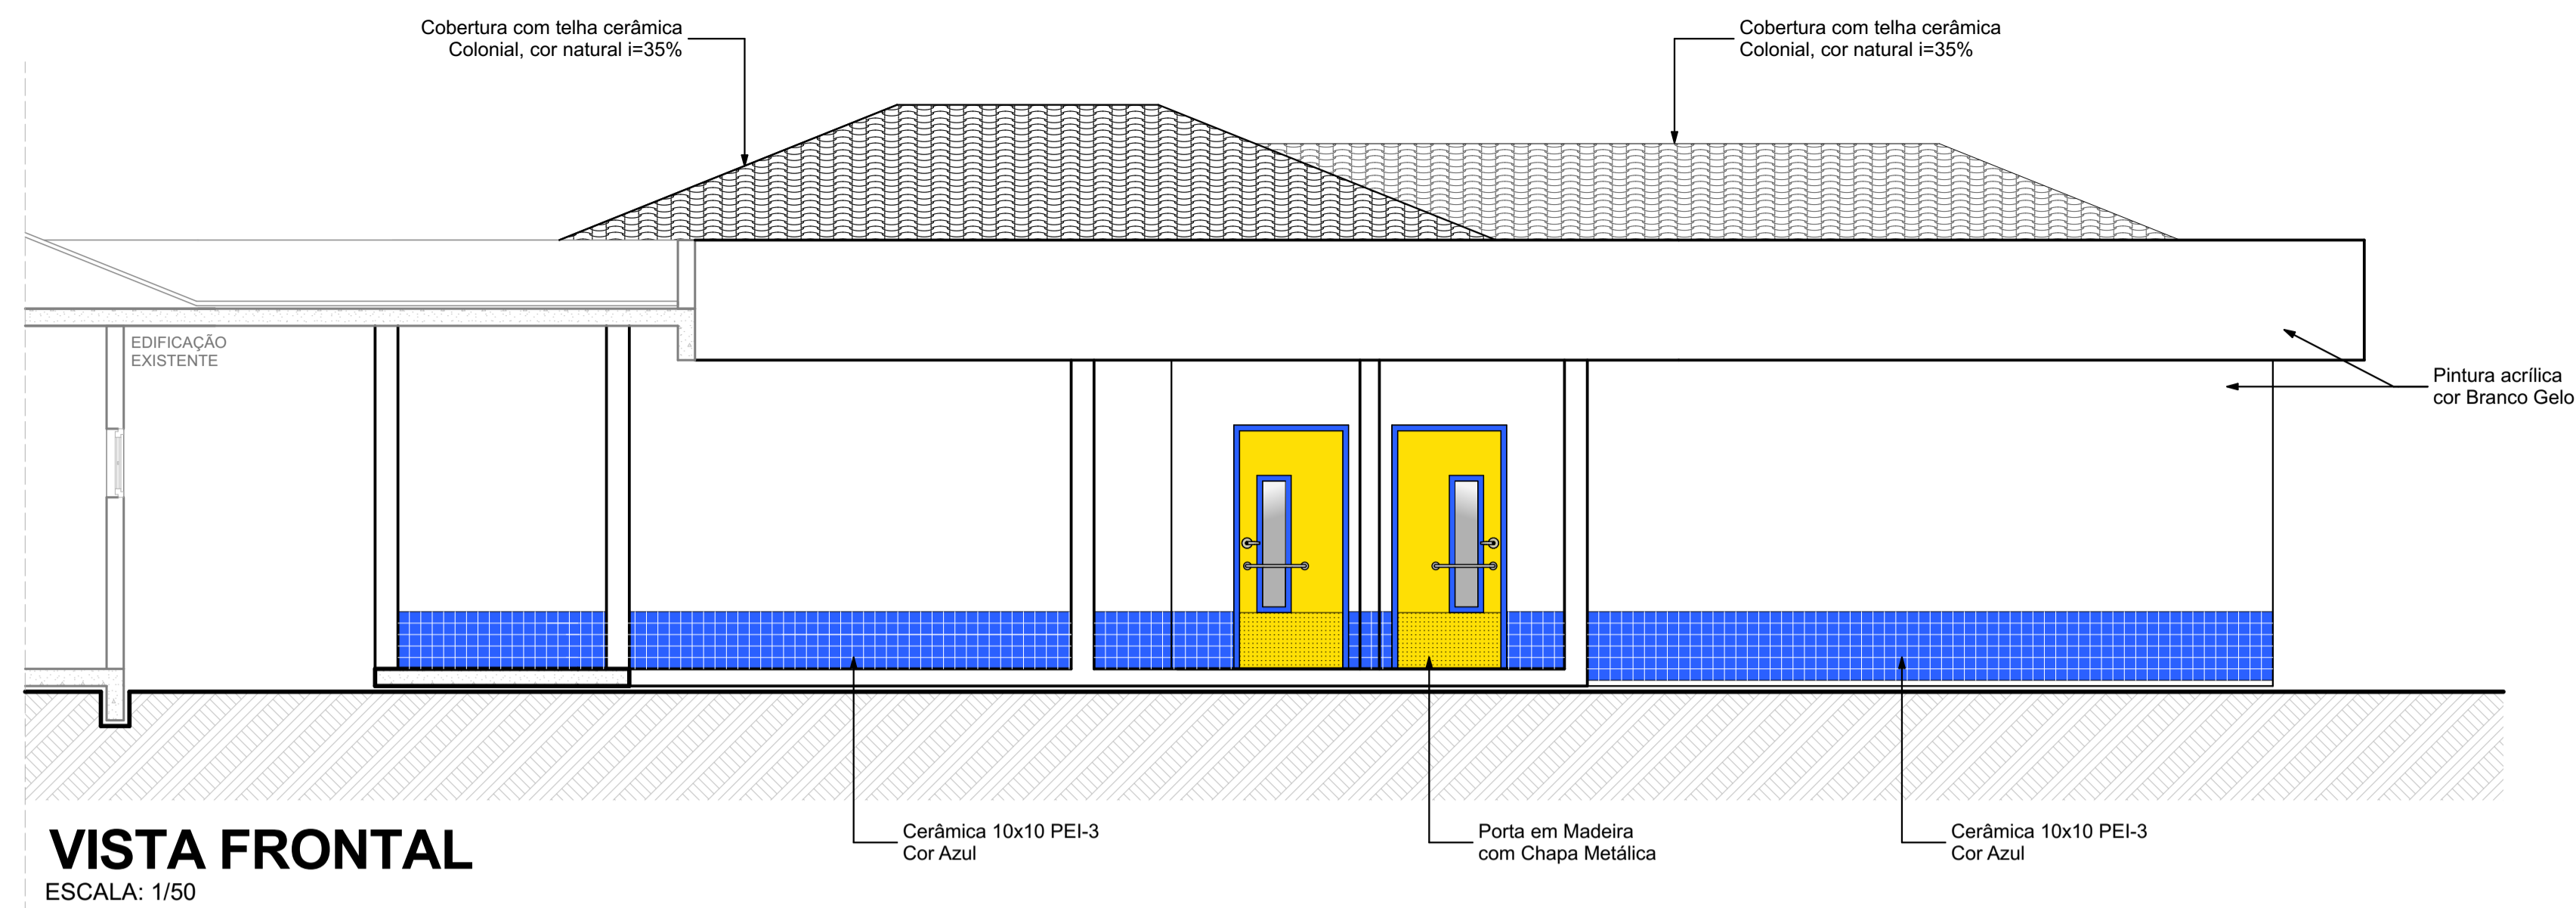 Cobertura com telha cerâmica
Colonial, cor natural i=35%
Cobertura com telha cerâmica
Colonial, cor natural i=35%
EDIFICAÇÃO
EXISTENTE
Pintura acrílica
cor Branco Gelo
Cerâmica 10x10 PEI-3
Cor Azul
Porta em Madeira
com Chapa Metálica
Cerâmica 10x10 PEI-3
Cor Azul
VISTA FRONTAL
ESCALA: 1/50